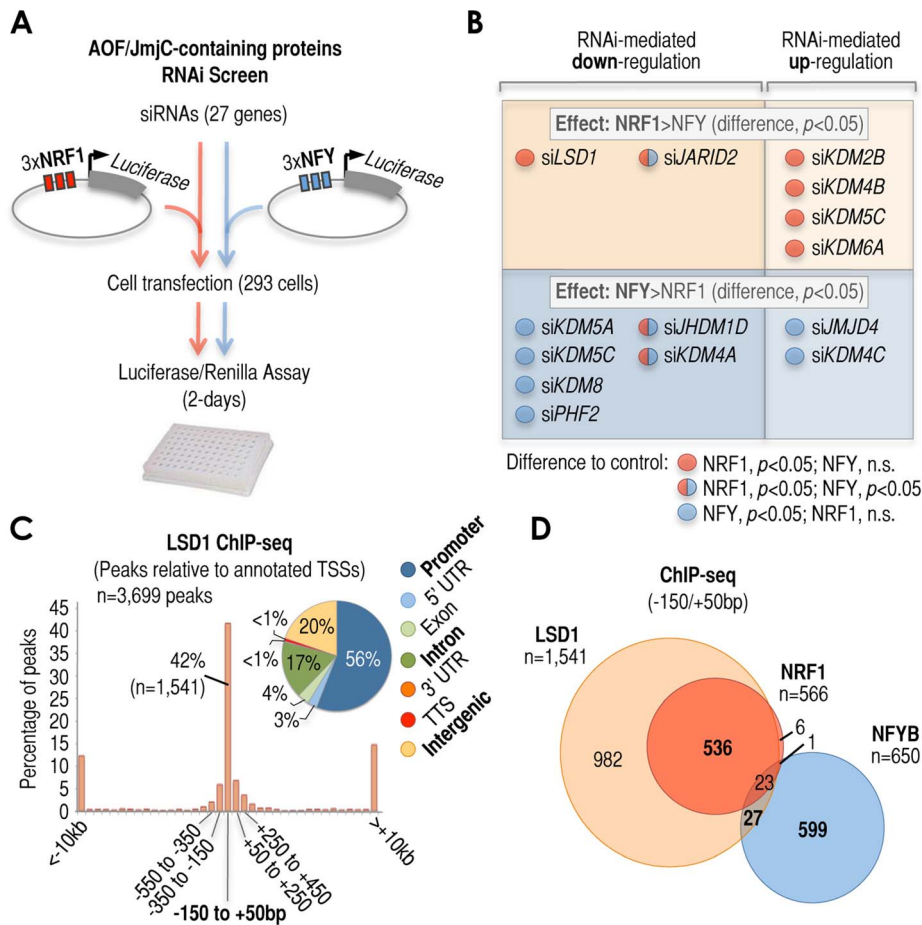 A
AOF/JmjC-containing proteins
RNAi Screen
siRNAs (27 genes)
3xNRF1
Luciferase
3xNFY
Luciferase
Cell transfection (293 cells)
Luciferase/Renilla Assay
(2-days)
B
RNAi-mediated
down-regulation
RNAi-mediated
up-regulation
Effect: NRF1>NFY (difference, p<0.05)
siLSD1
siJARID2
siKDM2B
siKDM4B
siKDM5C
siKDM6A
Effect: NFY>NRF1 (difference, p<0.05)
siKDM5A
siJHDM1D
siJMJD4
siKDM5C
siKDM4A
siKDM4C
siKDM8
siPHF2
Difference to control:
NRF1, p<0.05; NFY, n.s.
NRF1, p<0.05; NFY, p<0.05
NFY, p<0.05; NRF1, n.s.
C
LSD1 ChIP-seq
(Peaks relative to annotated TSSs)
n=3,699 peaks
Percentage of peaks
45
40
35
30
25
20
15
10
5
0
42%
(n=1,541)
<1%
<1%
4%
3%
20%
17%
56%
Promoter
5' UTR
Exon
Intron
3' UTR
TTS
Intergenic
<-10kb
-550 to -350
-350 to -150
-150 to +50bp
+50 to +250
+250 to +450
>+10kb
D
ChIP-seq
(-150/+50bp)
LSD1
n=1,541
NRF1
n=566
NFYB
n=650
982
536
6
1
23
27
599